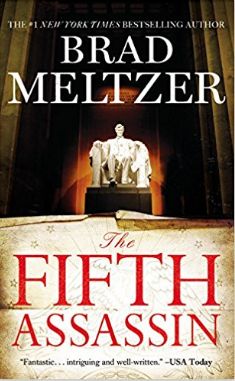 THE #1 NEW YORK TIMES BESTSELLING AUTHOR
BRAD
MELTZER
The
FIFTH
ASSASSIN
"Fantastic. . . intriguing and well-written." –USA Today